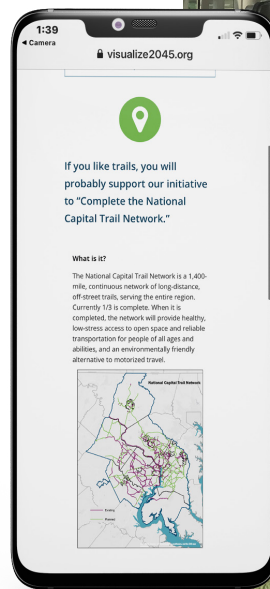 1:39
◀ Camera
visualize2045.org
If you like trails, you will
probably support our initiative
to “Complete the National
Capital Trail Network.”
What is it?
The National Capital Trail Network is a 1,400-
mile, continuous network of long-distance,
off-street trails, serving the entire region.
Currently 1/3 is complete. When it is
completed, the network will provide healthy,
low-stress access to open space and reliable
transportation for people of all ages and
abilities, and an environmentally friendly
alternative to motorized travel.
National Capital Trail Network
Existing
Planned